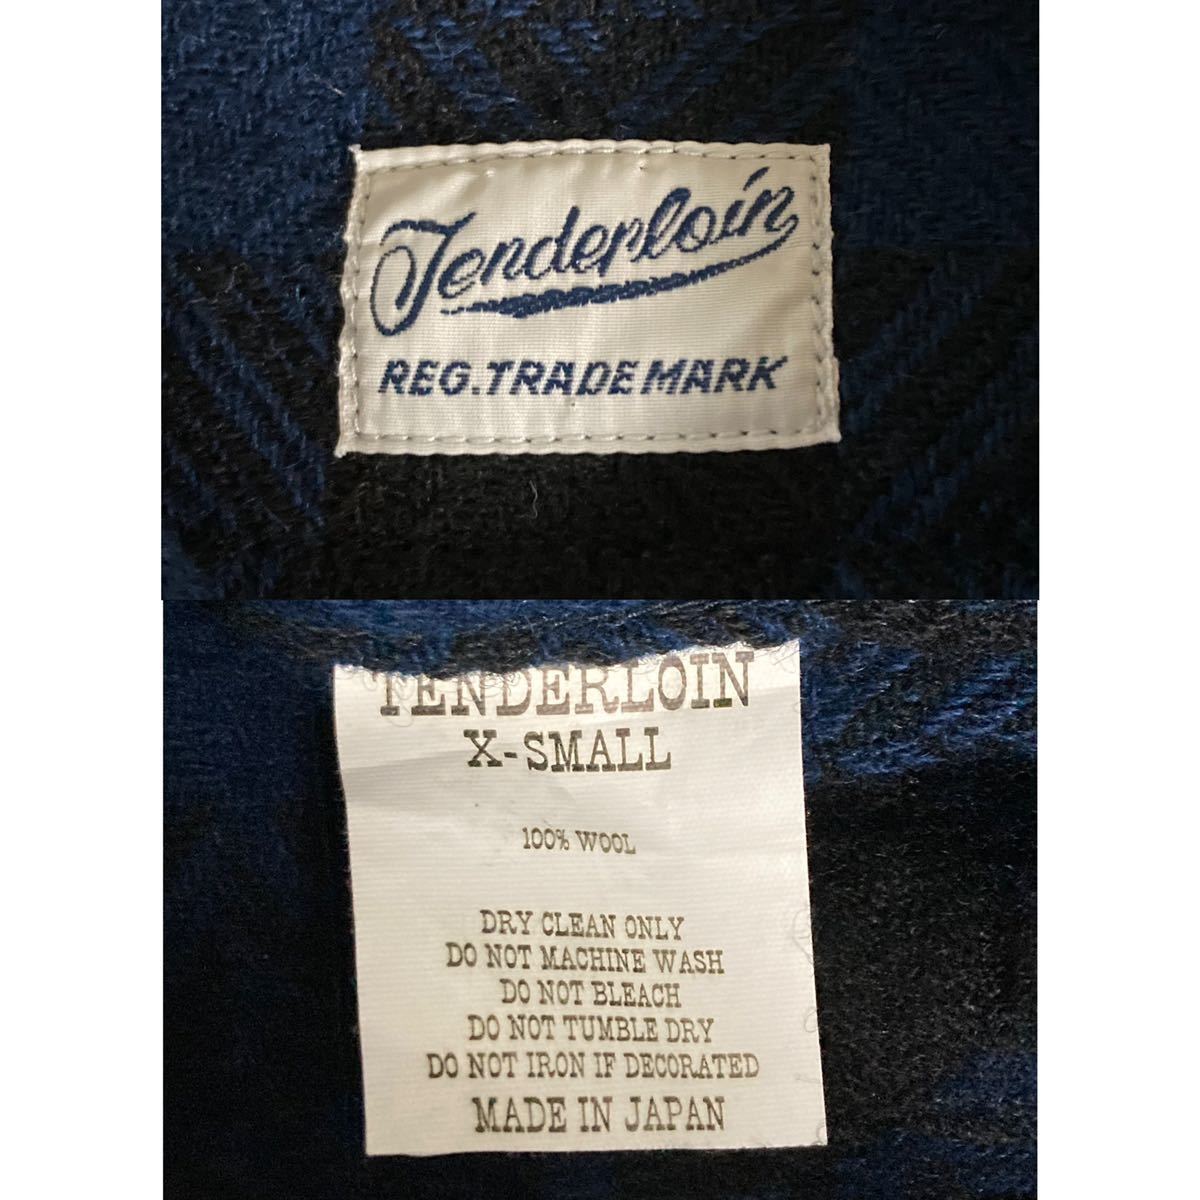 Tenderloin
REG. TRADE MARK
TENDERLOIN
X-SMALL
100% WOOL
DRY CLEAN ONLY
DO NOT MACHINE WASH
DO NOT BLEACH
DO NOT TUMBLE DRY
DO NOT IRON IF DECORATED
MADE IN JAPAN